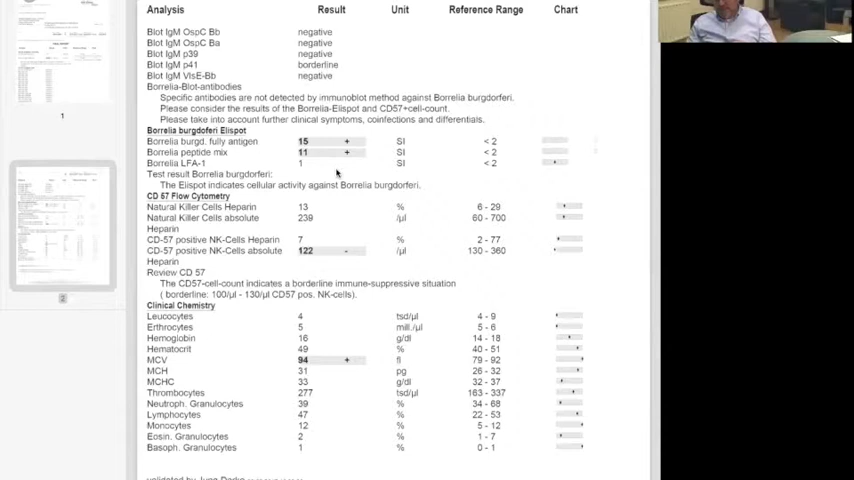 Analysis Result Unit Reference Range Chart
Blot IgM OspC Bb negative
Blot IgM OspC Ba negative
Blot IgM p39 negative
Blot IgM p41 borderline
Blot IgM VlsE-Bb negative
Borrelia-Blot-antibodies
Specific antibodies are not detected by immunoblot method against Borrelia burgdorferi.
Please consider the results of the Borrelia-Elispot and CD57+cell-count.
Please take into account further clinical symptoms, coinfections and differentials.
Borrelia burgdoferi Elispot
Borrelia burgd. fully antigen 15 + SI < 2
Borrelia peptide mix 11 + SI < 2
Borrelia LFA-1 1 SI < 2
Test result Borrelia burgdorferi:
The Elispot indicates cellular activity against Borrelia burgdorferi.
CD 57 Flow Cytometry
Natural Killer Cells Heparin 13 % 6 - 29
Natural Killer Cells absolute 239 /µl 60 - 700
Heparin
CD-57 positive NK-Cells Heparin 7 % 2 - 77
CD-57 positive NK-Cells absolute 122 - /µl 130 - 360
Heparin
Review CD 57
The CD57-cell-count indicates a borderline immune-suppressive situation
( borderline: 100/µl - 130/µl CD57 pos. NK-cells).
Clinical Chemistry
Leucocytes 4 tsd/µl 4 - 9
Erthrocytes 5 mill./µl 5 - 6
Hemoglobin 16 g/dl 14 - 18
Hematocrit 49 % 40 - 51
MCV 94 + fl 79 - 92
MCH 31 pg 26 - 32
MCHC 33 g/dl 32 - 37
Thrombocytes 277 tsd/µl 163 - 337
Neutroph. Granulocytes 39 % 34 - 68
Lymphocytes 47 % 22 - 53
Monocytes 12 % 5 - 12
Eosin. Granulocytes 2 % 1 - 7
Basoph. Granulocytes 1 % 0 - 1
validated by
1
2